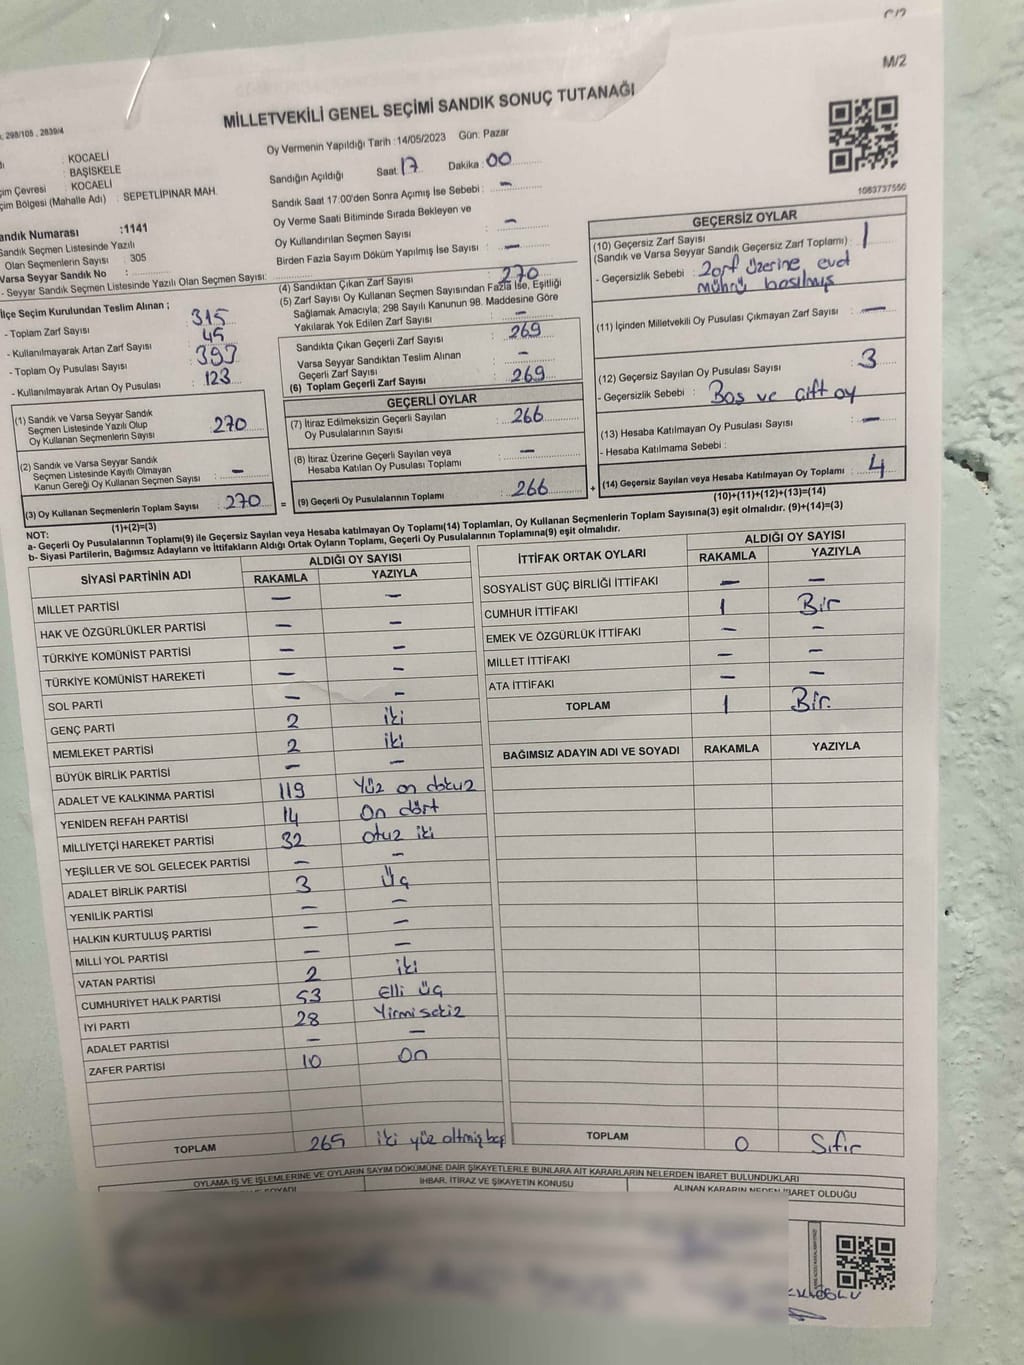 M/2
MİLLETVEKİLİ GENEL SEÇİMİ SANDIK SONUÇ TUTANAĞI
298/105 , 2839/4
Oy Vermenin Yapıldığı Tarih : 14/05/2023 Gün: Pazar
KOCAELİ
: BAŞİSKELE
çim Çevresi : KOCAELİ
çim Bölgesi (Mahalle Adı) : SEPETLİPINAR MAH.
Sandığın Açıldığı Saat 17 Dakika : 00
Sandık Saat 17:00'den Sonra Açımış İse Sebebi : -
Oy Verme Saati Bitiminde Sırada Bekleyen ve
Oy Kullandırılan Seçmen Sayısı : -
Birden Fazla Sayım Döküm Yapılmış İse Sayısı : -
1083737550
andık Numarası :1141
Sandık Seçmen Listesinde Yazılı
Olan Seçmenlerin Sayısı : 305
Varsa Seyyar Sandık No :
- Seyyar Sandık Seçmen Listesinde Yazılı Olan Seçmen Sayısı:
İlçe Seçim Kurulundan Teslim Alınan ;
- Toplam Zarf Sayısı : 315
- Kullanılmayarak Artan Zarf Sayısı : 45
- Toplam Oy Pusulası Sayısı : 393
- Kullanılmayarak Artan Oy Pusulası : 123
(1) Sandık ve Varsa Seyyar Sandık
Seçmen Listesinde Yazılı Olup
Oy Kullanan Seçmenlerin Sayısı : 270
(2) Sandık ve Varsa Seyyar Sandık
Seçmen Listesinde Kayıtlı Olmayan
Kanun Gereği Oy Kullanan Seçmen Sayısı : -
(3) Oy Kullanan Seçmenlerin Toplam Sayısı : 270
(1)+(2)=(3)
(4) Sandıktan Çıkan Zarf Sayısı : 270
(5) Zarf Sayısı Oy Kullanan Seçmen Sayısından Fazla İse, Eşitliği
Sağlamak Amacıyla, 298 Sayılı Kanunun 98. Maddesine Göre
Yakılarak Yok Edilen Zarf Sayısı : -
Sandıkta Çıkan Geçerli Zarf Sayısı : 269
Varsa Seyyar Sandıktan Teslim Alınan
Geçerli Zarf Sayısı : -
(6) Toplam Geçerli Zarf Sayısı : 269
GEÇERLİ OYLAR
(7) İtiraz Edilmeksizin Geçerli Sayılan
Oy Pusulalarının Sayısı : 266
(8) İtiraz Üzerine Geçerli Sayılan veya
Hesaba Katılan Oy Pusulası Toplamı : -
= (9) Geçerli Oy Pusulalarının Toplamı : 266
GEÇERSİZ OYLAR
(10) Geçersiz Zarf Sayısı
(Sandık ve Varsa Seyyar Sandık Geçersiz Zarf Toplamı) : 1
- Geçersizlik Sebebi : Zarf üzerine evet
mührü basılmış
(11) İçinden Milletvekili Oy Pusulası Çıkmayan Zarf Sayısı : -
(12) Geçersiz Sayılan Oy Pusulası Sayısı : 3
- Geçersizlik Sebebi : Boş ve çift oy
(13) Hesaba Katılmayan Oy Pusulası Sayısı : -
- Hesaba Katılmama Sebebi :
+ (14) Geçersiz Sayılan veya Hesaba Katılmayan Oy Toplamı : 4
(10)+(11)+(12)+(13)=(14)
NOT:
a- Geçerli Oy Pusulasının Toplamı(9) ile Geçersiz Sayılan veya Hesaba katılmayan Oy Toplamı(14) Toplamları, Oy Kullanan Seçmenlerin Toplam Sayısına(3) eşit olmalıdır. (9)+(14)=(3)
b- Siyasi Partilerin, Bağımsız Adayların ve İttifakların Aldığı Ortak Oyların Toplamı, Geçerli Oy Pusulasının Toplamına(9) eşit olmalıdır.
SİYASİ PARTİNİN ADI ALDIĞI OY SAYISI
RAKAMLA YAZIYLA
MİLLET PARTİSİ - -
HAK VE ÖZGÜRLÜKLER PARTİSİ - -
TÜRKİYE KOMÜNİST PARTİSİ - -
TÜRKİYE KOMÜNİST HAREKETİ - -
SOL PARTİ - -
GENÇ PARTİ 2 iki
MEMLEKET PARTİSİ 2 iki
BÜYÜK BİRLİK PARTİSİ - -
ADALET VE KALKINMA PARTİSİ 119 Yüz on dokuz
YENİDEN REFAH PARTİSİ 14 On dört
MİLLİYETÇİ HAREKET PARTİSİ 32 otuz iki
YEŞİLLER VE SOL GELECEK PARTİSİ - -
ADALET BİRLİK PARTİSİ 3 Üç
YENİLİK PARTİSİ - -
HALKIN KURTULUŞ PARTİSİ - -
MİLLİ YOL PARTİSİ - -
VATAN PARTİSİ 2 iki
CUMHURİYET HALK PARTİSİ 53 Elli üç
İYİ PARTİ 28 Yirmi sekiz
ADALET PARTİSİ - -
ZAFER PARTİSİ 10 On
TOPLAM 265 iki yüz altmış beş
İTTİFAK ORTAK OYLARI ALDIĞI OY SAYISI
RAKAMLA YAZIYLA
SOSYALİST GÜÇ BİRLİĞİ İTTİFAKI - -
CUMHUR İTTİFAKI 1 Bir
EMEK VE ÖZGÜRLÜK İTTİFAKI - -
MİLLET İTTİFAKI - -
ATA İTTİFAKI - -
TOPLAM 1 Bir
BAĞIMSIZ ADAYIN ADI VE SOYADI RAKAMLA YAZIYLA
TOPLAM 0 Sıfır
OYLAMA İŞ VE İŞLEMLERİNE VE OYLARIN SAYIM DÖKÜMÜNE DAİR ŞİKAYETLERLE BUNLARA AİT KARARLARIN NELERDEN İBARET BULUNDUKLARI
İHBAR, İTİRAZ VE ŞİKAYETİN KONUSU
ALINAN KARARIN NEDEN İBARET OLDUĞU